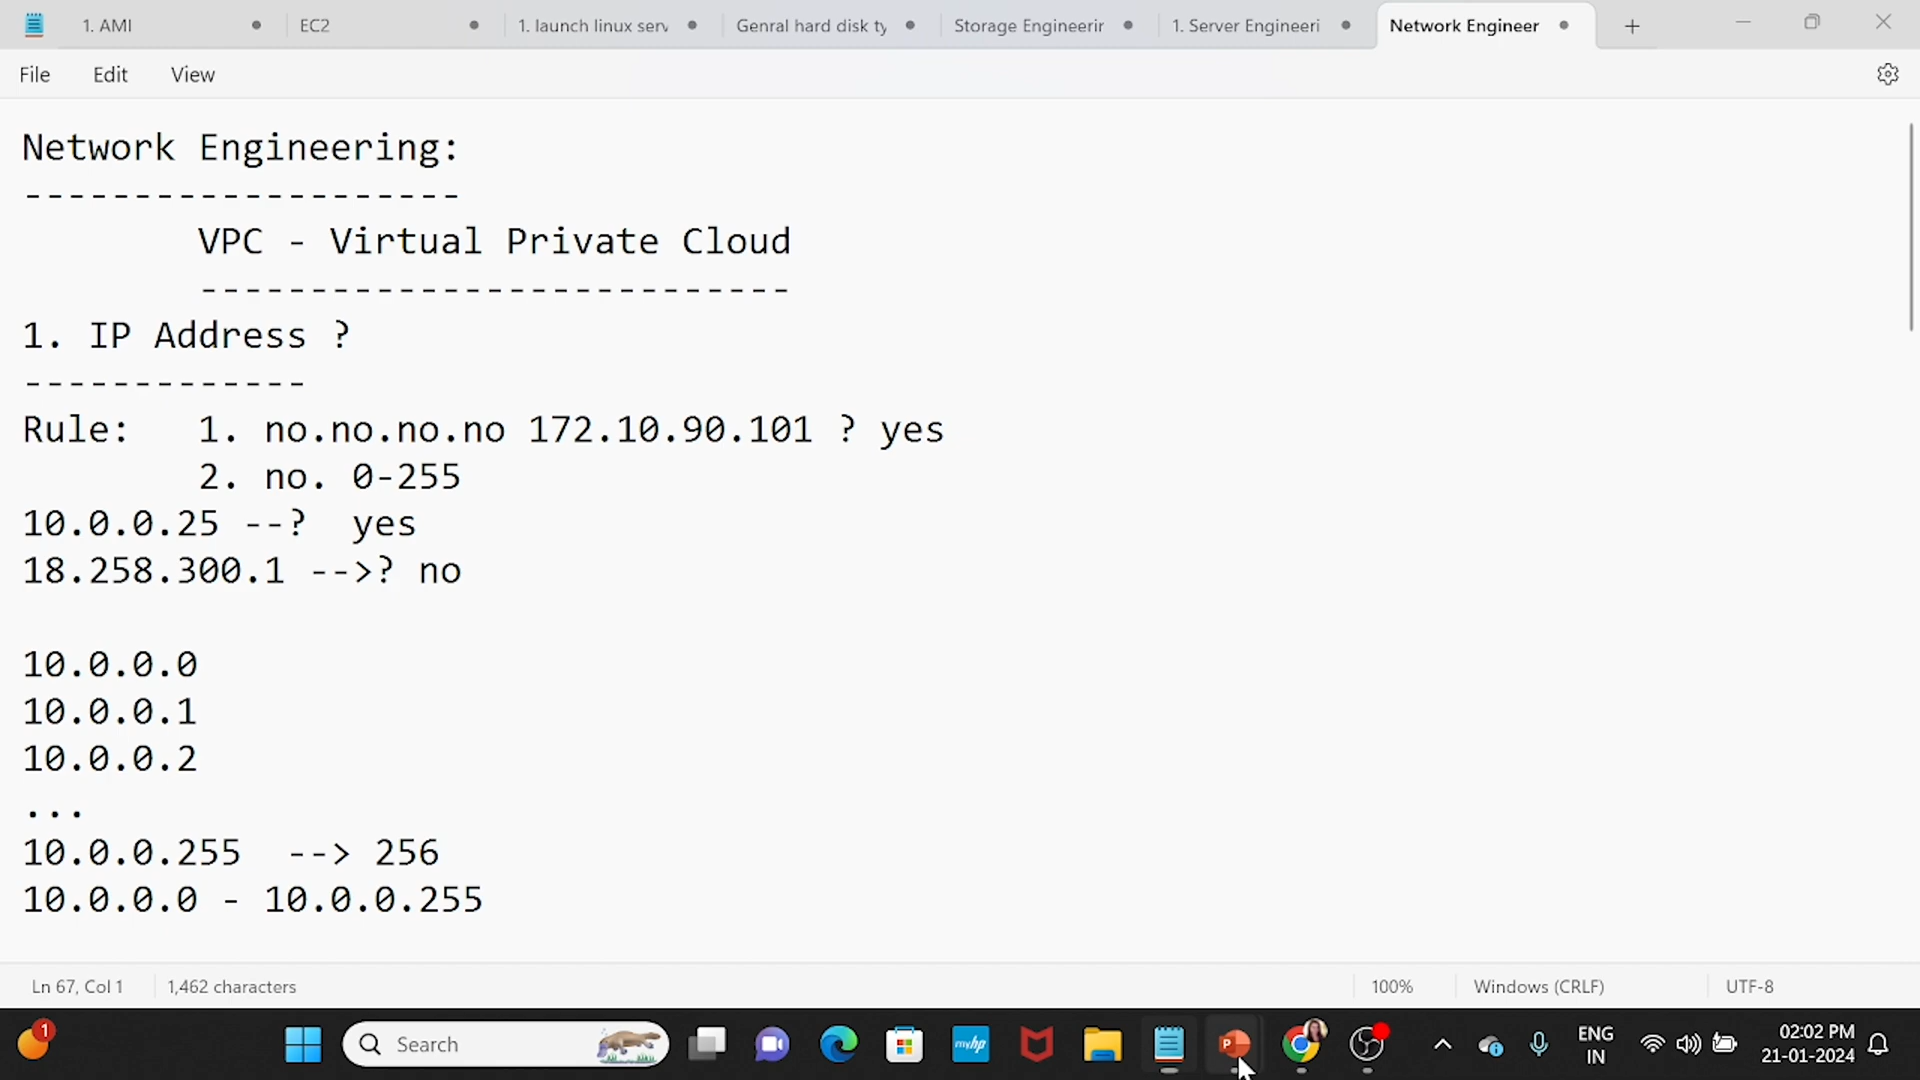 1. AMI
EC2
1. launch linux serv
Genral hard disk ty
Storage Engineerir
1. Server Engineeri
Network Engineer
File Edit View
Network Engineering:
--------------------
VPC - Virtual Private Cloud
---------------------------
1. IP Address ?
-------------
Rule: 1. no.no.no.no 172.10.90.101 ? yes
2. no. 0-255
10.0.0.25 --? yes
18.258.300.1 -->? no
10.0.0.0
10.0.0.1
10.0.0.2
...
10.0.0.255 --> 256
10.0.0.0 - 10.0.0.255
Ln 67, Col 1 1,462 characters 100% Windows (CRLF) UTF-8
1
Search
myhp
P
ENG
IN
02:02 PM
21-01-2024